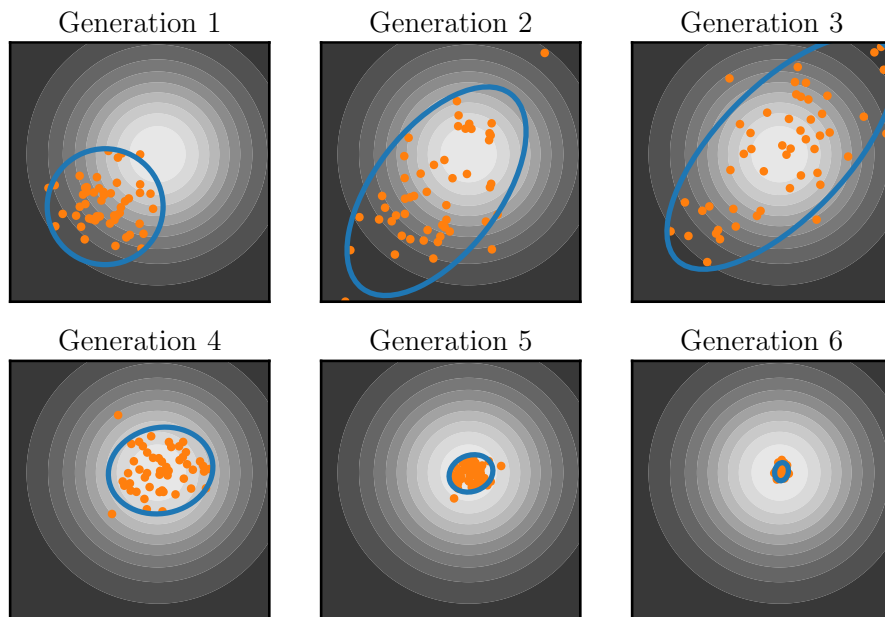 Generation 1
Generation 2
Generation 3
Generation 4
Generation 5
Generation 6